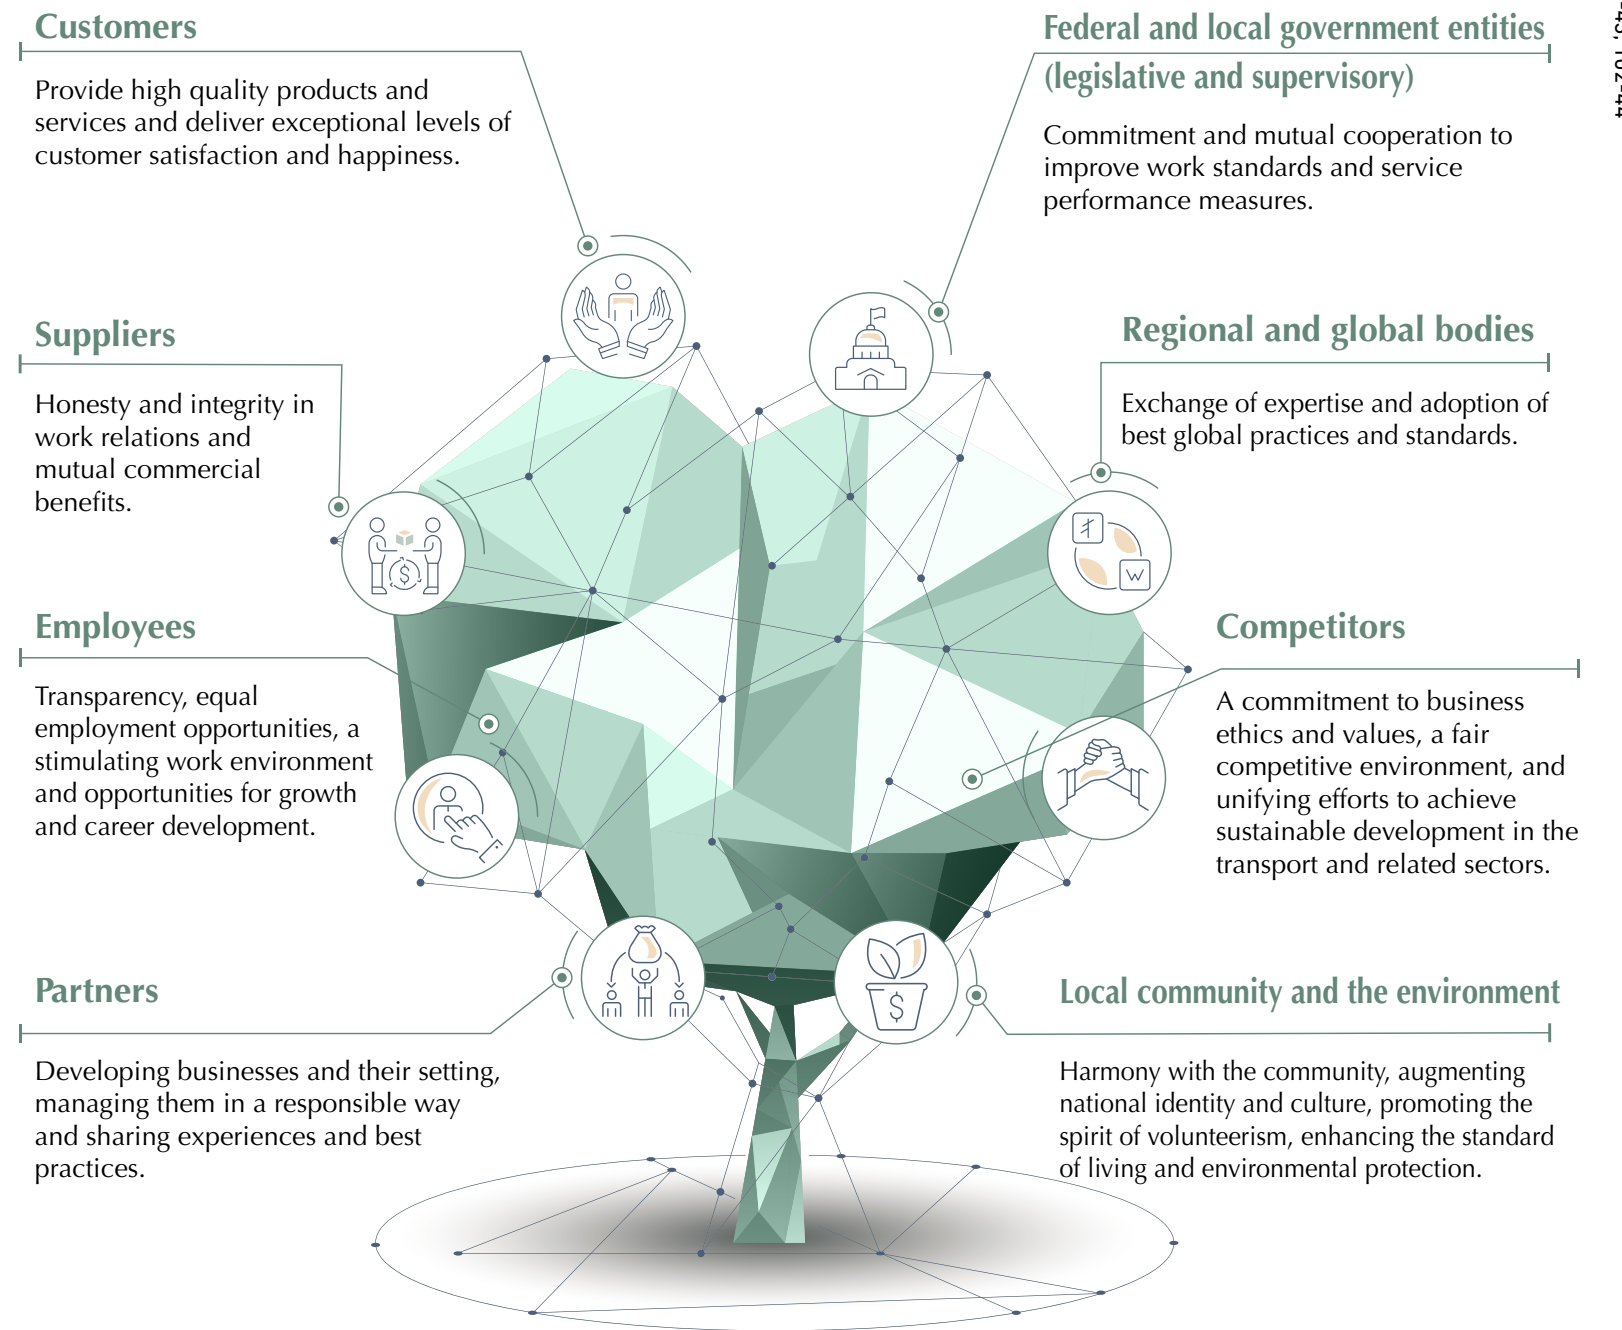 Customers
Provide high quality products and
services and deliver exceptional levels of
customer satisfaction and happiness.
Suppliers
Honesty and integrity in
work relations and
mutual commercial
benefits.
Employees
Transparency, equal
employment opportunities, a
stimulating work environment
and opportunities for growth
and career development.
Partners
Developing businesses and their setting,
managing them in a responsible way
and sharing experiences and best
practices.
Federal and local government entities
(legislative and supervisory)
Commitment and mutual cooperation to
improve work standards and service
performance measures.
Regional and global bodies
Exchange of expertise and adoption of
best global practices and standards.
Competitors
A commitment to business
ethics and values, a fair
competitive environment, and
unifying efforts to achieve
sustainable development in the
transport and related sectors.
Local community and the environment
Harmony with the community, augmenting
national identity and culture, promoting the
spirit of volunteerism, enhancing the standard
of living and environmental protection.
$
W
$